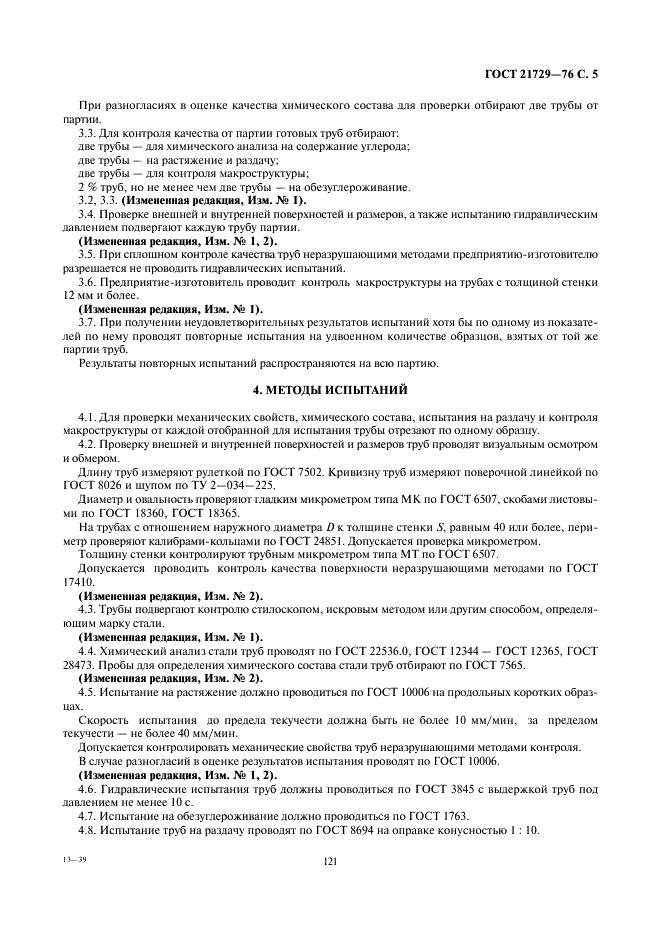 ГОСТ 21729—76 С. 5
При разногласиях в оценке качества химического состава для проверки отбирают две трубы от
партии.
3.3. Для контроля качества от партии готовых труб отбирают:
две трубы — для химического анализа на содержание углерода;
две трубы — на растяжение и раздачу;
две трубы — для контроля макроструктуры;
2 % труб, но не менее чем две трубы — на обезуглероживание.
3.2, 3.3. (Измененная редакция, Изм. № 1).
3.4. Проверке внешней и внутренней поверхностей и размеров, а также испытанию гидравлическим
давлением подвергают каждую трубу партии.
(Измененная редакция, Изм. № 1, 2).
3.5. При сплошном контроле качества труб неразрушающими методами предприятию-изготовителю
разрешается не проводить гидравлических испытаний.
3.6. Предприятие-изготовитель проводит контроль макроструктуры на трубах с толщиной стенки
12 мм и более.
(Измененная редакция, Изм. № 1).
3.7. При получении неудовлетворительных результатов испытаний хотя бы по одному из показате-
лей по нему проводят повторные испытания на удвоенном количестве образцов, взятых от той же
партии труб.
Результаты повторных испытаний распространяются на всю партию.
4. МЕТОДЫ ИСПЫТАНИЙ
4.1. Для проверки механических свойств, химического состава, испытания на раздачу и контроля
макроструктуры от каждой отобранной для испытания трубы отрезают по одному образцу.
4.2. Проверку внешней и внутренней поверхностей и размеров труб проводят визуальным осмотром
и обмером.
Длину труб измеряют рулеткой по ГОСТ 7502. Кривизну труб измеряют поверочной линейкой по
ГОСТ 8026 и щупом по ТУ 2—034—225.
Диаметр и овальность проверяют гладким микрометром типа МК по ГОСТ 6507, скобами листовы-
ми по ГОСТ 18360, ГОСТ 18365.
На трубах с отношением наружного диаметра D к толщине стенки S, равным 40 или более, пери-
метр проверяют калибрами-кольцами по ГОСТ 24851. Допускается проверка микрометром.
Толщину стенки контролируют трубным микрометром типа МТ по ГОСТ 6507.
Допускается проводить контроль качества поверхности неразрушающими методами по ГОСТ
17410.
(Измененная редакция, Изм. № 2).
4.3. Трубы подвергают контролю стилоскопом, искровым методом или другим способом, определя-
ющим марку стали.
(Измененная редакция, Изм. № 1).
4.4. Химический анализ стали труб проводят по ГОСТ 22536.0, ГОСТ 12344 — ГОСТ 12365, ГОСТ
28473. Пробы для определения химического состава стали труб отбирают по ГОСТ 7565.
(Измененная редакция, Изм. № 2).
4.5. Испытание на растяжение должно проводиться по ГОСТ 10006 на продольных коротких образ-
цах.
Скорость испытания до предела текучести должна быть не более 10 мм/мин, за пределом
текучести — не более 40 мм/мин.
Допускается контролировать механические свойства труб неразрушающими методами контроля.
В случае разногласий в оценке результатов испытания проводят по ГОСТ 10006.
(Измененная редакция, Изм. № 1, 2).
4.6. Гидравлические испытания труб должны проводиться по ГОСТ 3845 с выдержкой труб под
давлением не менее 10 с.
4.7. Испытание на обезуглероживание должно проводиться по ГОСТ 1763.
4.8. Испытание труб на раздачу проводят по ГОСТ 8694 на оправке конусностью 1 : 10.
13—39
121